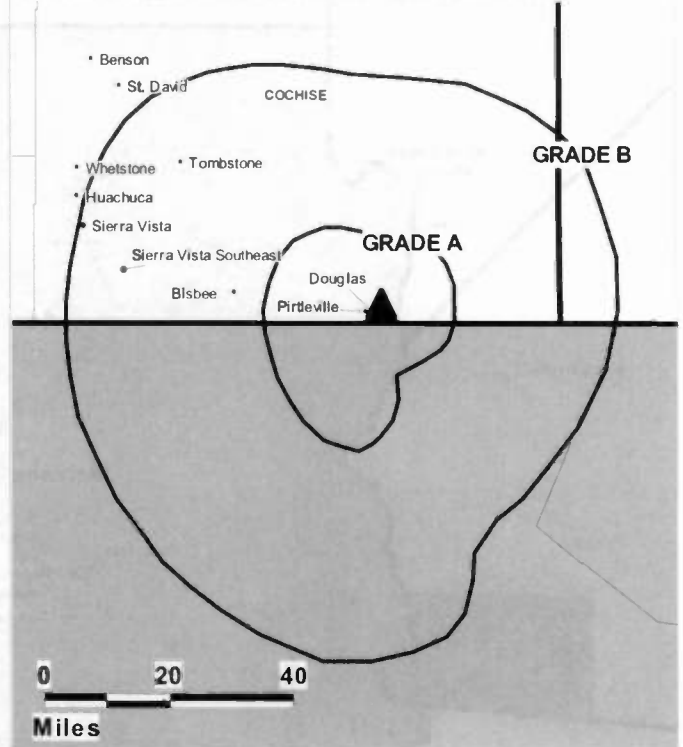 Benson
St. David
COCHISE
GRADE B
Whetstone
Tombstone
Huachuca
Sierra Vista
GRADE A
Sierra Vista Southeast
Douglas
Bisbee
Pirtleville
0 20 40
Miles